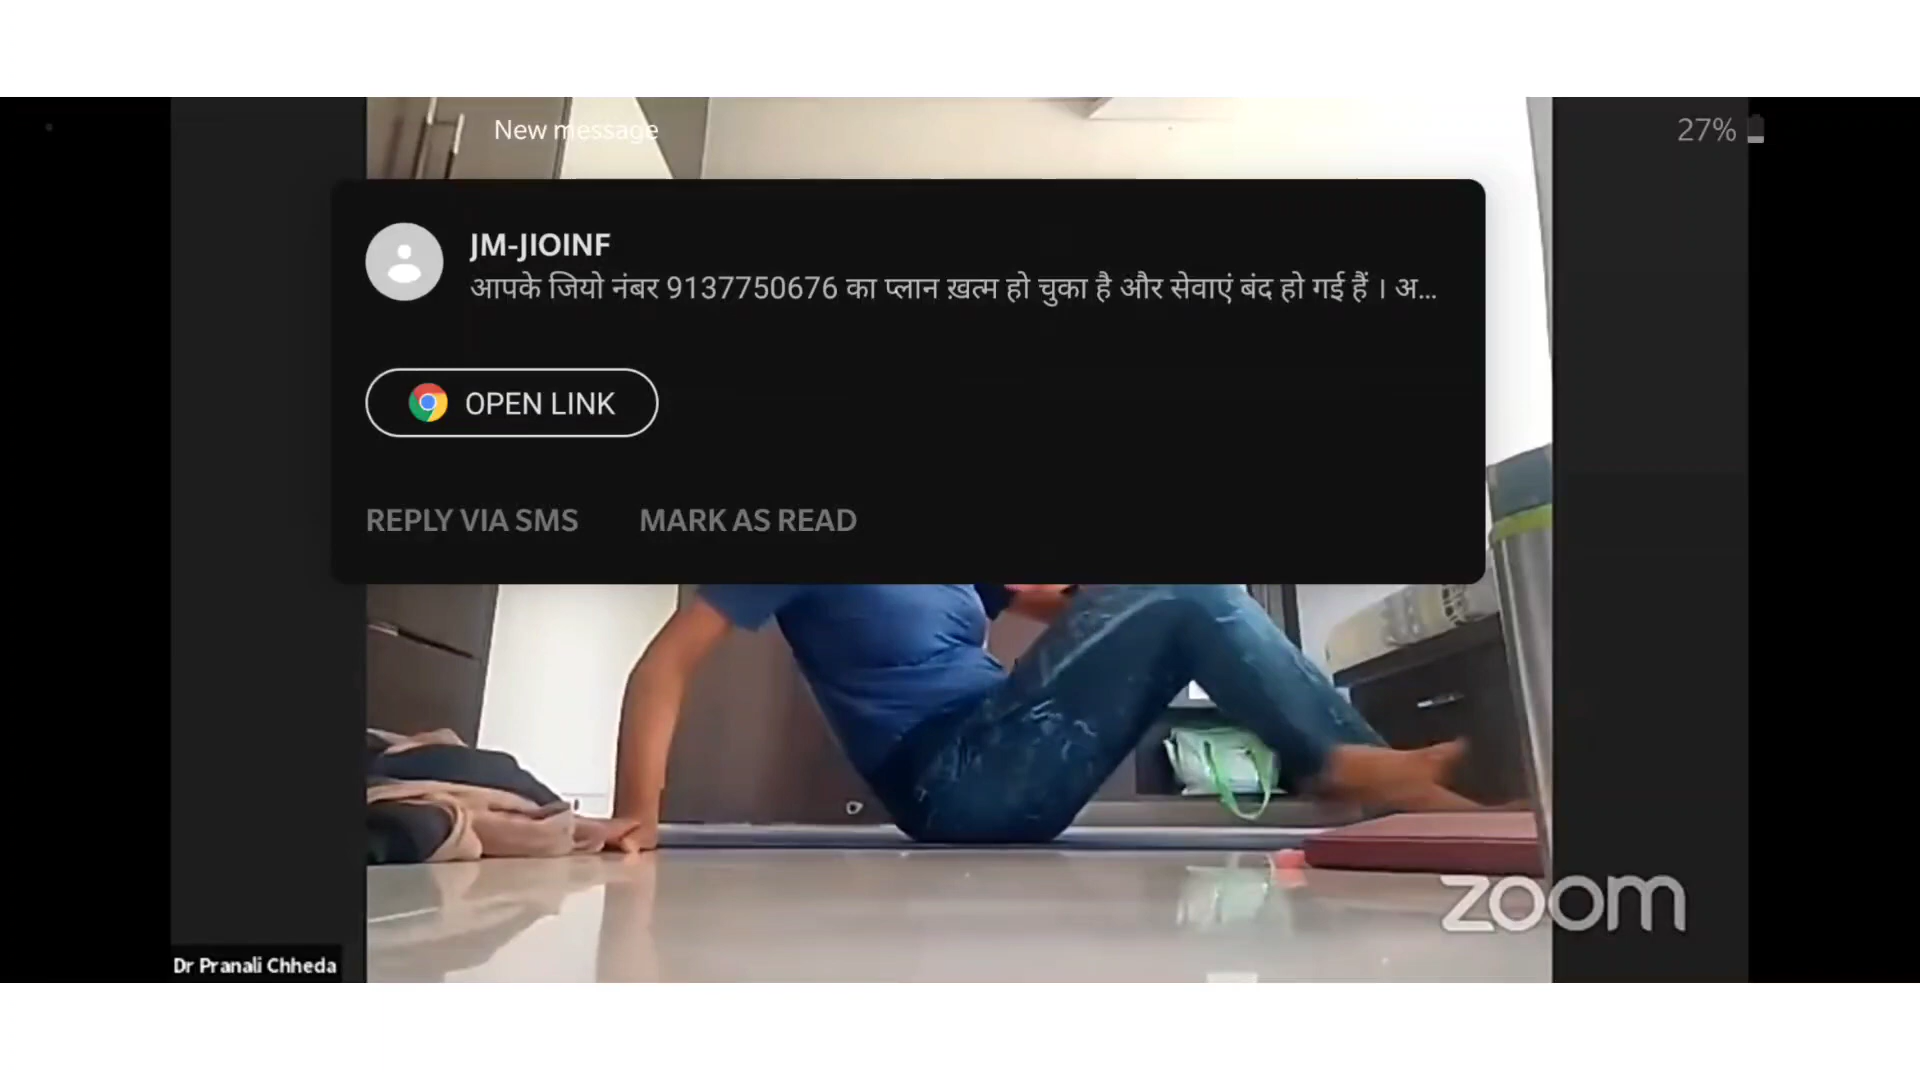 New message
27%
JM-JIOINF
आपके जियो नंबर 9137750676 का प्लान ख़त्म हो चुका है और सेवाएं बंद हो गई हैं । अ...
OPEN LINK
REPLY VIA SMS MARK AS READ
zoom
Dr Pranali Chheda